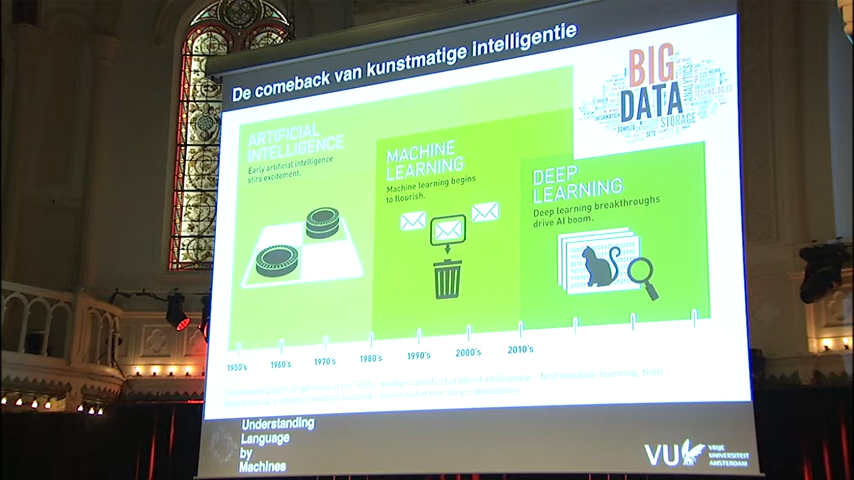 De comeback van kunstmatige intelligentie
BIG
DATA
ANALYTICS
STORAGE
ARTIFICIAL
INTELLIGENCE
Early artificial intelligence
stirs excitement.
MACHINE
LEARNING
Machine learning begins
to flourish.
DEEP
LEARNING
Deep learning breakthroughs
drive AI boom.
1950's
1960's
1970's
1980's
1990's
2000's
2010's
Understanding
Language
by
Machines
VU
VRIJE
UNIVERSITEIT
AMSTERDAM